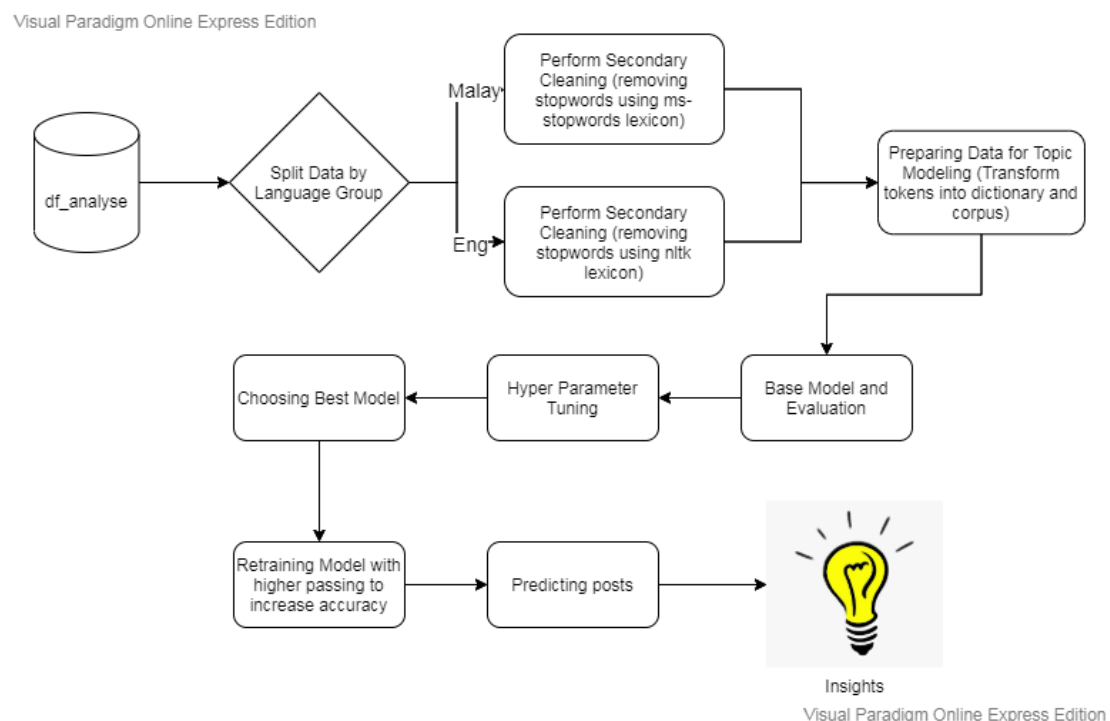 Visual Paradigm Online Express Edition
df_analyse
Split Data by
Language Group
Malay
Perform Secondary
Cleaning (removing
stopwords using ms-
stopwords lexicon)
Eng
Perform Secondary
Cleaning (removing
stopwords using nltk
lexicon)
Preparing Data for Topic
Modeling (Transform
tokens into dictionary and
corpus)
Base Model and
Evaluation
Hyper Parameter
Tuning
Choosing Best Model
Retraining Model with
higher passing to
increase accuracy
Predicting posts
Insights
Visual Paradigm Online Express Edition